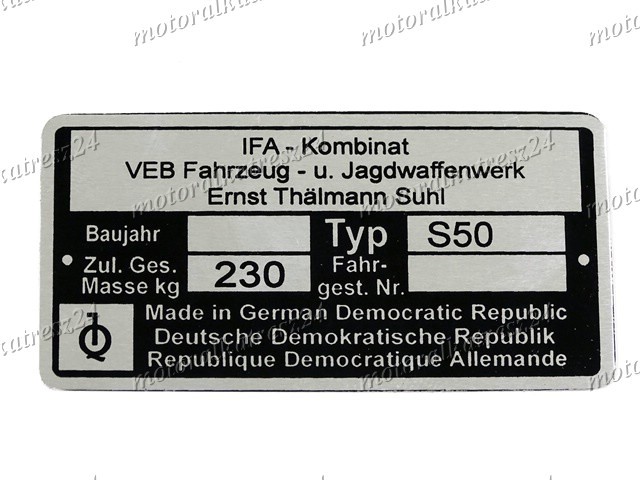 motoralkatresz24
IFA - Kombinat
VEB Fahrzeug - u. Jagdwaffenwerk
Ernst Thälmann Suhl
Baujahr
Typ S50
Zul. Ges.
Masse kg
230
Fahr-
gest. Nr.
Made in German Democratic Republic
Deutsche Demokratische Republik
Republique Democratique Allemande